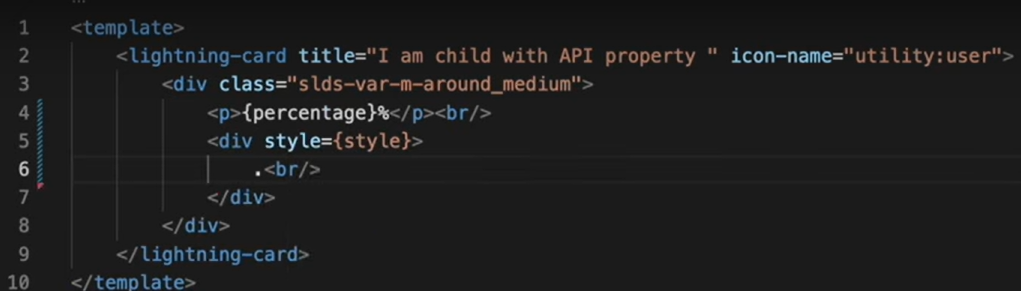 1 <template>
2 <lightning-card title="I am child with API property " icon-name="utility:user">
3 <div class="slds-var-m-around_medium">
4 <p>{percentage}%</p><br/>
5 <div style={style}>
6 .<br/>
7 </div>
8 </div>
9 </lightning-card>
10 </template>